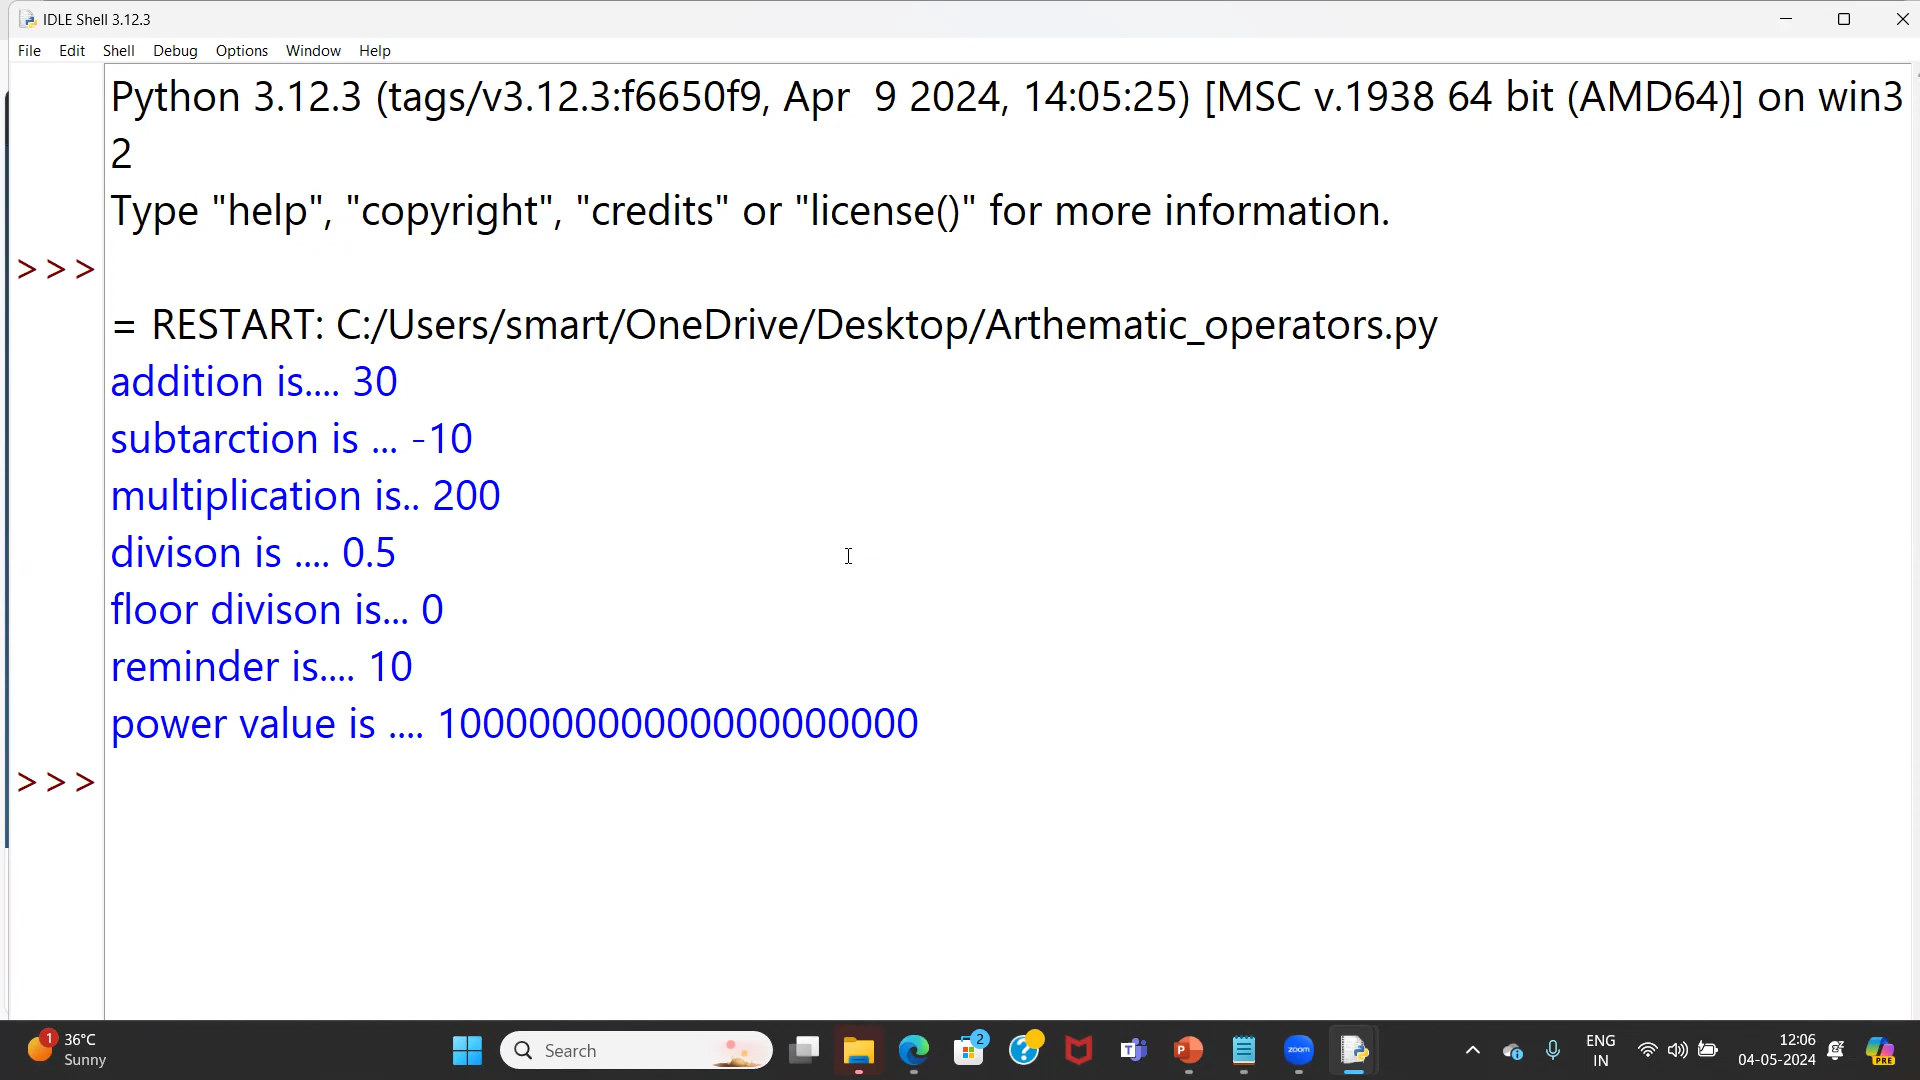 IDLE Shell 3.12.3
File Edit Shell Debug Options Window Help
Python 3.12.3 (tags/v3.12.3:f6650f9, Apr  9 2024, 14:05:25) [MSC v.1938 64 bit (AMD64)] on win3
2
Type "help", "copyright", "credits" or "license()" for more information.
>>>
= RESTART: C:/Users/smart/OneDrive/Desktop/Arthematic_operators.py
addition is.... 30
subtarction is ... -10
multiplication is.. 200
divison is .... 0.5
floor divison is... 0
reminder is.... 10
power value is .... 100000000000000000000
>>>
1 36°C
Sunny
Search
2
zoom
ENG
IN
12:06
04-05-2024
PRE